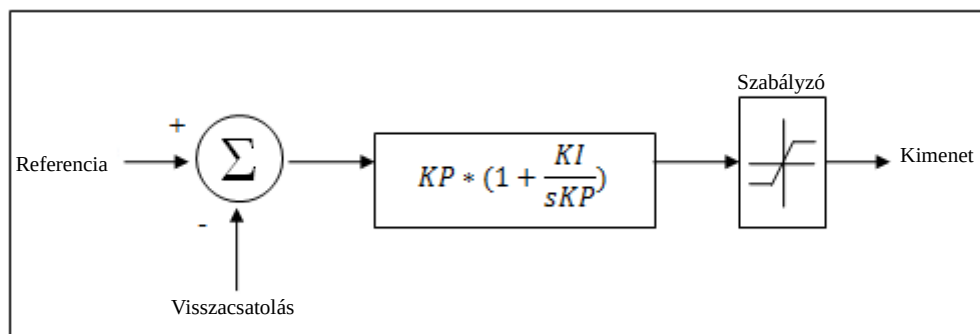 Szabályzó
+
Referencia
Σ
KP * (1 + KI/sKP)
Kimenet
-
Visszacsatolás